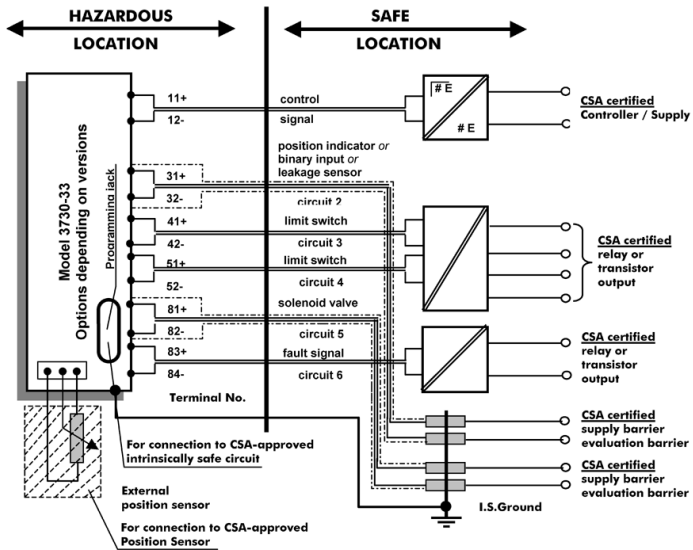 HAZARDOUS
LOCATION
SAFE
LOCATION
Model 3730-33
Options depending on versions
Programming jack
11+
12-
control
signal
# E
# E
CSA certified
Controller / Supply
position indicator or
binary input or
leakage sensor
31+
32-
circuit 2
41+
limit switch
42-
circuit 3
51+
limit switch
52-
circuit 4
CSA certified
relay or
transistor
output
solenoid valve
81+
82-
circuit 5
83+
fault signal
84-
circuit 6
CSA certified
relay or
transistor
output
Terminal No.
For connection to CSA-approved
intrinsically safe circuit
CSA certified
supply barrier
evaluation barrier
CSA certified
supply barrier
evaluation barrier
External
position sensor
I.S.Ground
For connection to CSA-approved
Position Sensor